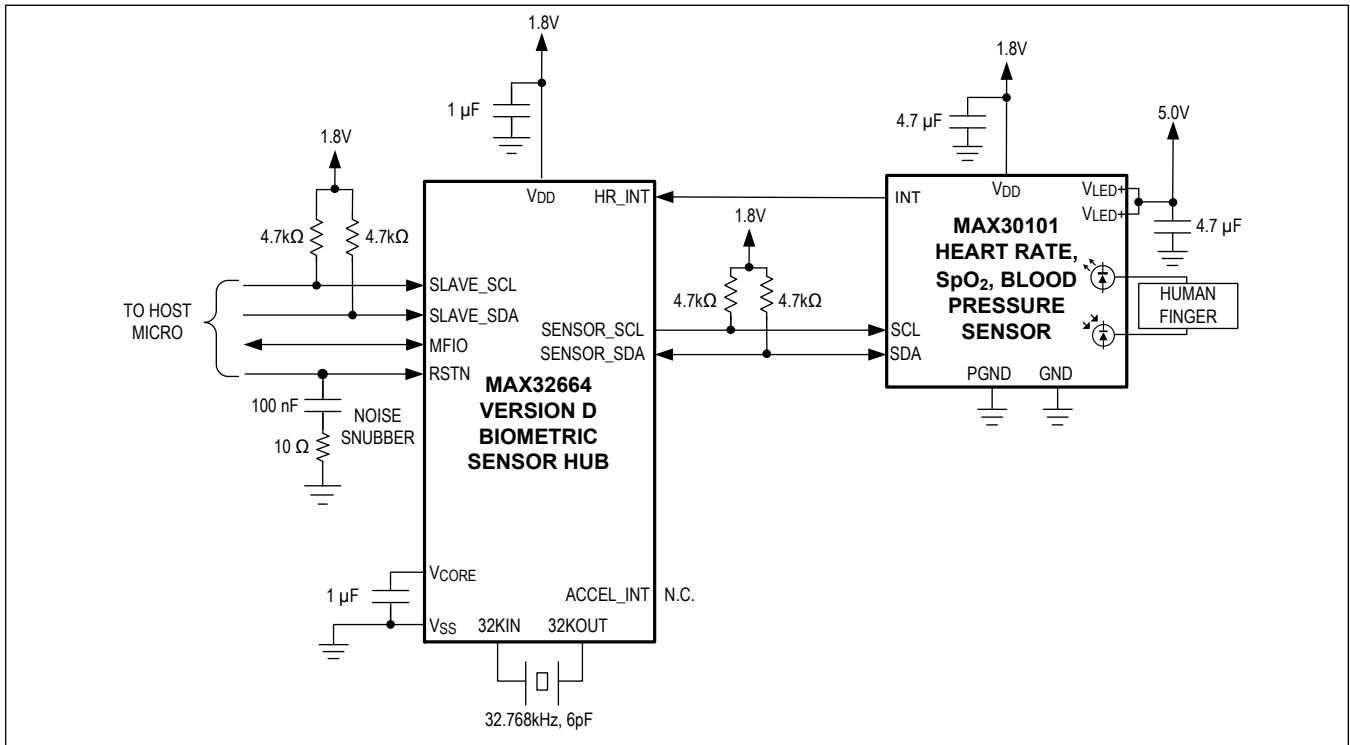 1.8V
1 µF
1.8V
4.7kΩ
4.7kΩ
TO HOST
MICRO
SLAVE_SCL
SLAVE_SDA
MFIO
RSTN
100 nF
10 Ω
NOISE
SNUBBER
VDD
HR_INT
SENSOR_SCL
SENSOR_SDA
MAX32664
VERSION D
BIOMETRIC
SENSOR HUB
VCORE
1 µF
VSS
32KIN
32KOUT
ACCEL_INT
N.C.
32.768kHz, 6pF
1.8V
4.7kΩ
4.7kΩ
1.8V
4.7 µF
5.0V
INT
VDD
VLED+
VLED+
4.7 µF
MAX30101
HEART RATE,
SpO₂, BLOOD
PRESSURE
SENSOR
HUMAN
FINGER
SCL
SDA
PGND
GND